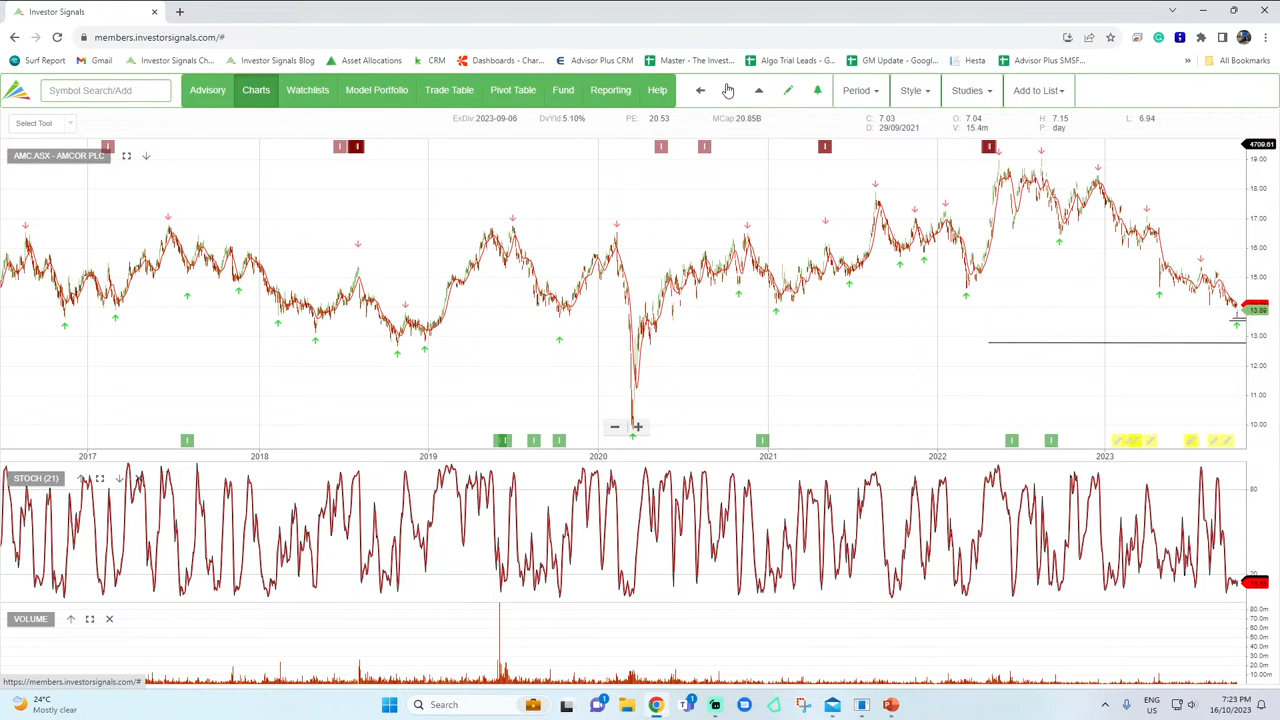 Investor Signals
members.investorsignals.com/#
Surf Report
Gmail
Investor Signals Ch...
Investor Signals Blog
Asset Allocations
CRM
Dashboards - Char...
Advisor Plus CRM
Master - The Invest...
Algo Trial Leads - G...
GM Update - Googl...
Hesta
Advisor Plus SMSF...
»
All Bookmarks
Symbol Search/Add
Advisory
Charts
Watchlists
Model Portfolio
Trade Table
Pivot Table
Fund
Reporting
Help
Period
Style
Studies
Add to List
Select Tool
ExDiv:2023-09-06
DvYld:5.10%
PE: 20.53
MCap:20.85B
C: 7.03
O: 7.04
H: 7.15
L: 6.94
D: 29/09/2021
V: 15.4m
P: day
AMC.ASX - AMCOR PLC
4709.61
19.00
18.00
17.00
16.00
15.00
13.89
13.00
12.00
11.00
10.00
2017
2018
2019
2020
2021
2022
2023
STOCH (21)
80
20
VOLUME
80.0m
70.0m
60.0m
50.0m
40.0m
30.0m
20.0m
10.00m
https://members.investorsignals.com/#
24°C
Mostly clear
Search
ENG
US
7:23 PM
16/10/2023